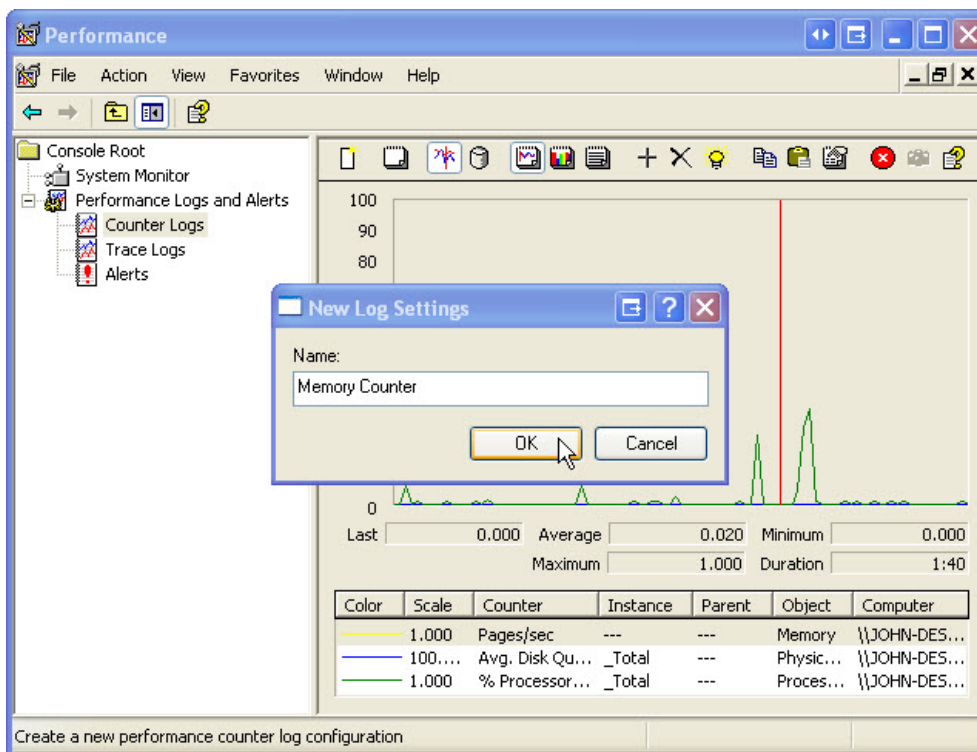 Performance
File Action View Favorites Window Help
Console Root
System Monitor
Performance Logs and Alerts
Counter Logs
Trace Logs
Alerts
100
90
80
New Log Settings
Name:
Memory Counter
OK Cancel
0
Last 0.000 Average 0.020 Minimum 0.000
Maximum 1.000 Duration 1:40
Color Scale Counter Instance Parent Object Computer
1.000 Pages/sec --- --- Memory \\JOHN-DES...
100.... Avg. Disk Qu... _Total --- Physic... \\JOHN-DES...
1.000 % Processor... _Total --- Proces... \\JOHN-DES...
Create a new performance counter log configuration